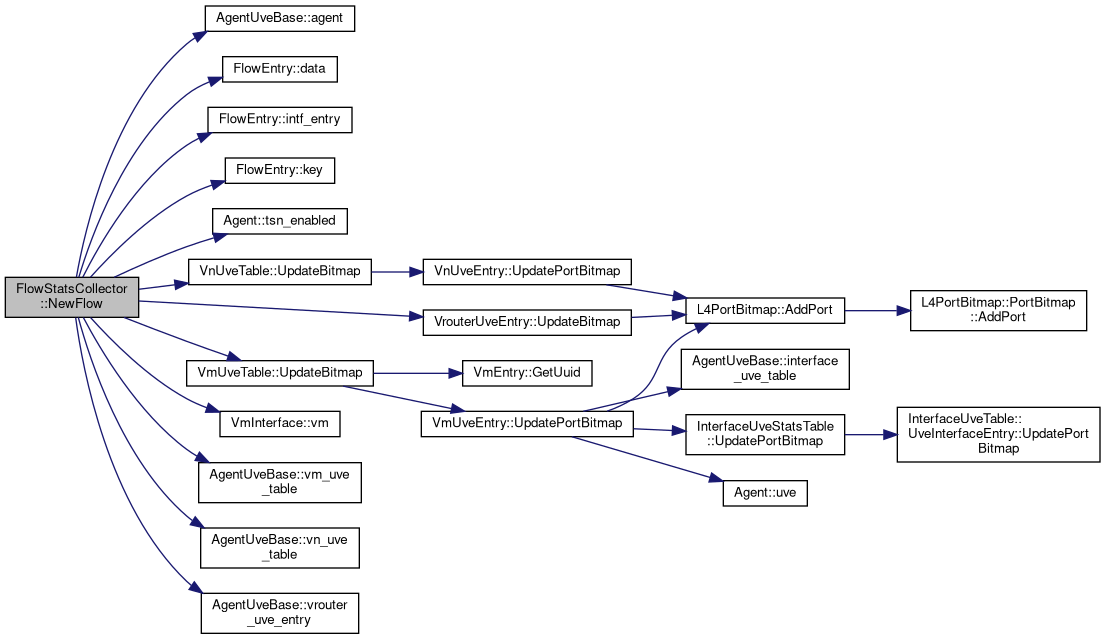 FlowStatsCollector
::NewFlow
AgentUveBase::agent
FlowEntry::data
FlowEntry::intf_entry
FlowEntry::key
Agent::tsn_enabled
VnUveTable::UpdateBitmap
VmUveTable::UpdateBitmap
VmInterface::vm
AgentUveBase::vm_uve
_table
AgentUveBase::vn_uve
_table
AgentUveBase::vrouter
_uve_entry
VnUveEntry::UpdatePortBitmap
VrouterUveEntry::UpdateBitmap
VmEntry::GetUuid
VmUveEntry::UpdatePortBitmap
L4PortBitmap::AddPort
AgentUveBase::interface
_uve_table
InterfaceUveStatsTable
::UpdatePortBitmap
Agent::uve
L4PortBitmap::PortBitmap
::AddPort
InterfaceUveTable::
UveInterfaceEntry::UpdatePort
Bitmap